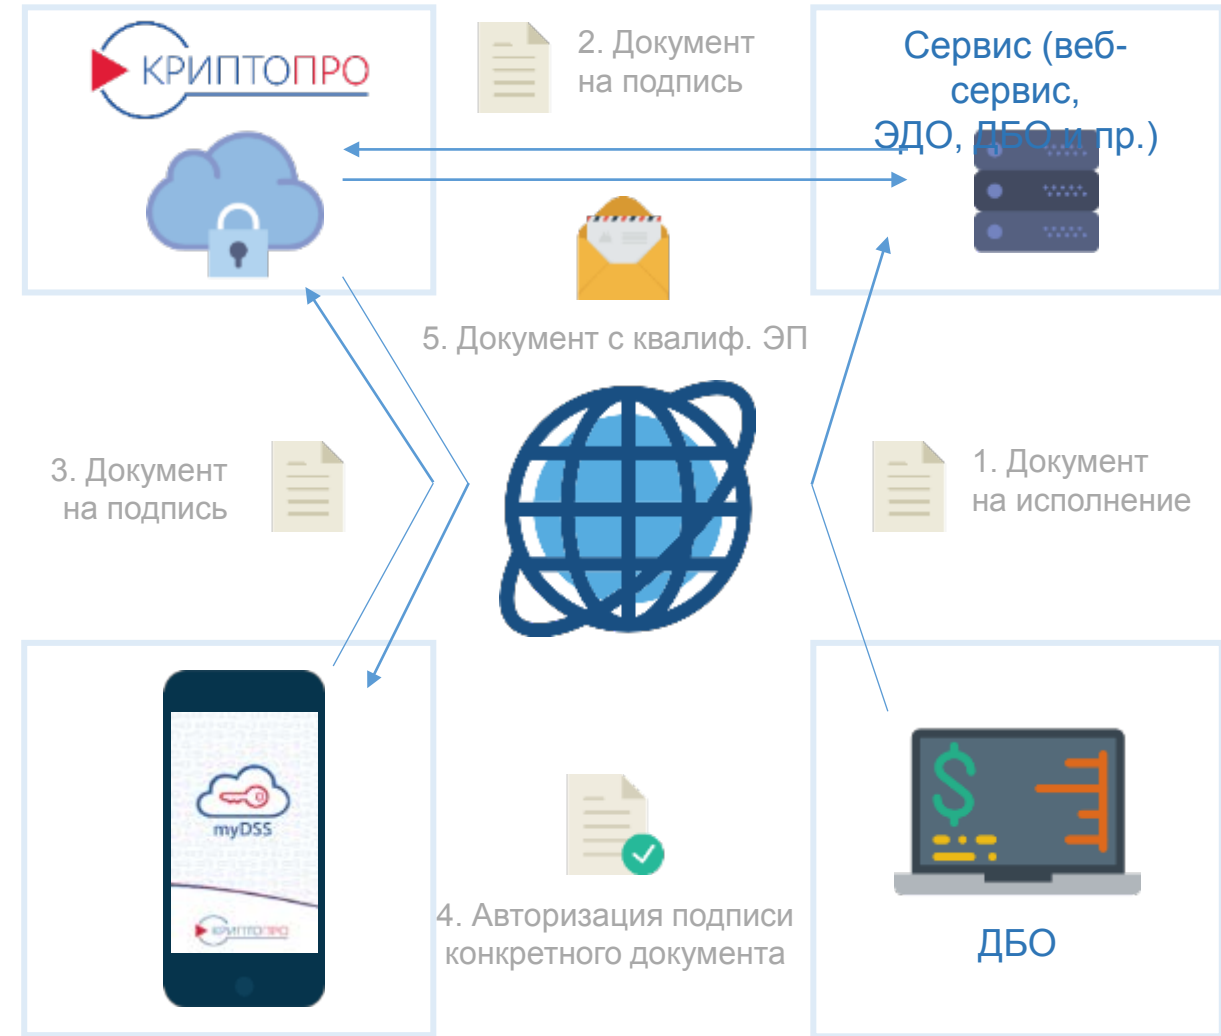 КРИПТОПРО
2. Документ
на подпись
Сервис (веб-
сервис,
ЭДО, ДБО и пр.)
5. Документ с квалиф. ЭП
3. Документ
на подпись
1. Документ
на исполнение
myDSS
КРИПТОПРО
4. Авторизация подписи
конкретного документа
ДБО